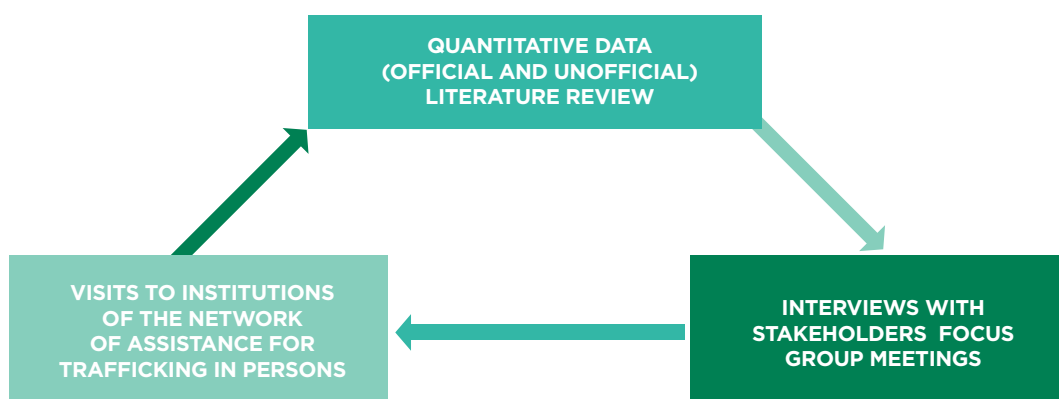 QUANTITATIVE DATA
(OFFICIAL AND UNOFFICIAL)
LITERATURE REVIEW
VISITS TO INSTITUTIONS
OF THE NETWORK
OF ASSISTANCE FOR
TRAFFICKING IN PERSONS
INTERVIEWS WITH
STAKEHOLDERS  FOCUS
GROUP MEETINGS